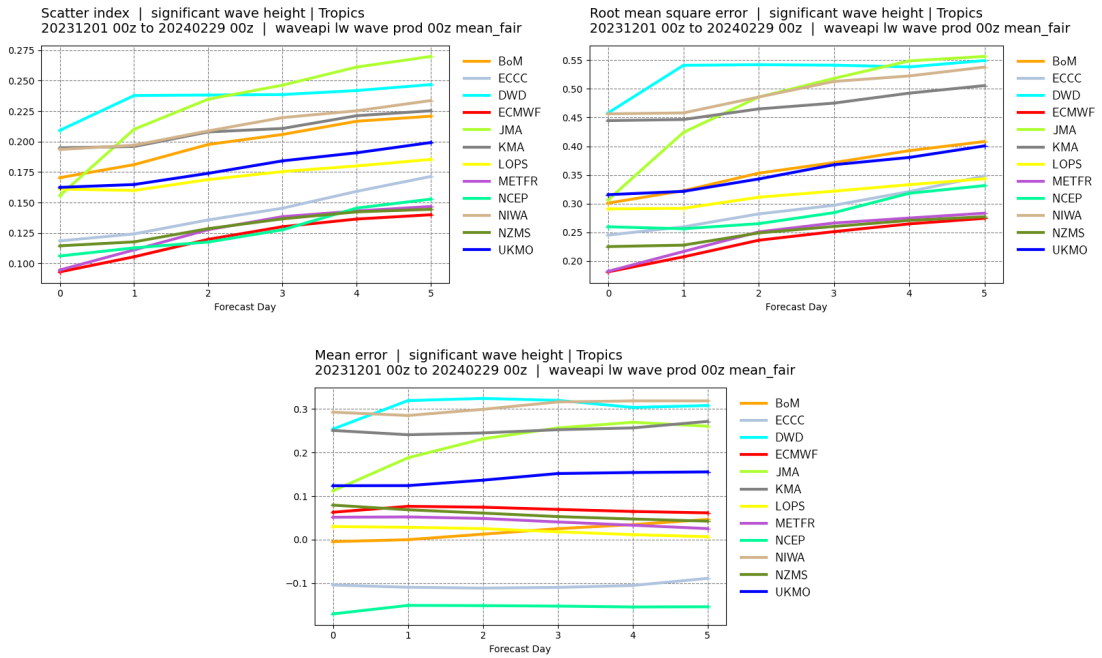 Scatter index | significant wave height | Tropics
20231201 00z to 20240229 00z | waveapi lw wave prod 00z mean_fair
0.275
0.250
0.225
0.200
0.175
0.150
0.125
0.100
0 1 2 3 4 5
Forecast Day
BoM
ECCC
DWD
ECMWF
JMA
KMA
LOPS
METFR
NCEP
NIWA
NZMS
UKMO
Root mean square error | significant wave height | Tropics
20231201 00z to 20240229 00z | waveapi lw wave prod 00z mean_fair
0.55
0.50
0.45
0.40
0.35
0.30
0.25
0.20
0 1 2 3 4 5
Forecast Day
BoM
ECCC
DWD
ECMWF
JMA
KMA
LOPS
METFR
NCEP
NIWA
NZMS
UKMO
Mean error | significant wave height | Tropics
20231201 00z to 20240229 00z | waveapi lw wave prod 00z mean_fair
0.3
0.2
0.1
0.0
−0.1
0 1 2 3 4 5
Forecast Day
BoM
ECCC
DWD
ECMWF
JMA
KMA
LOPS
METFR
NCEP
NIWA
NZMS
UKMO